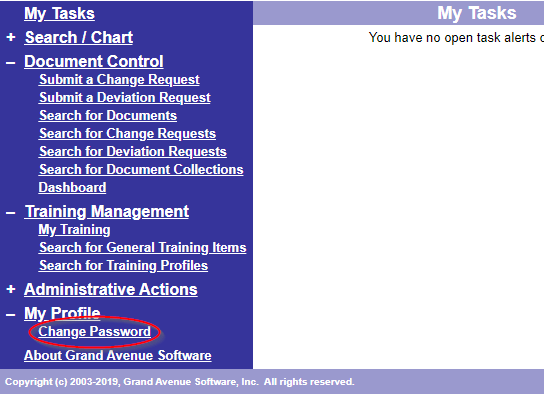 My Tasks
+ Search / Chart
– Document Control
Submit a Change Request
Submit a Deviation Request
Search for Documents
Search for Change Requests
Search for Deviation Requests
Search for Document Collections
Dashboard
– Training Management
My Training
Search for General Training Items
Search for Training Profiles
+ Administrative Actions
– My Profile
Change Password
About Grand Avenue Software
My Tasks
You have no open task alerts
Copyright (c) 2003-2019, Grand Avenue Software, Inc. All rights reserved.